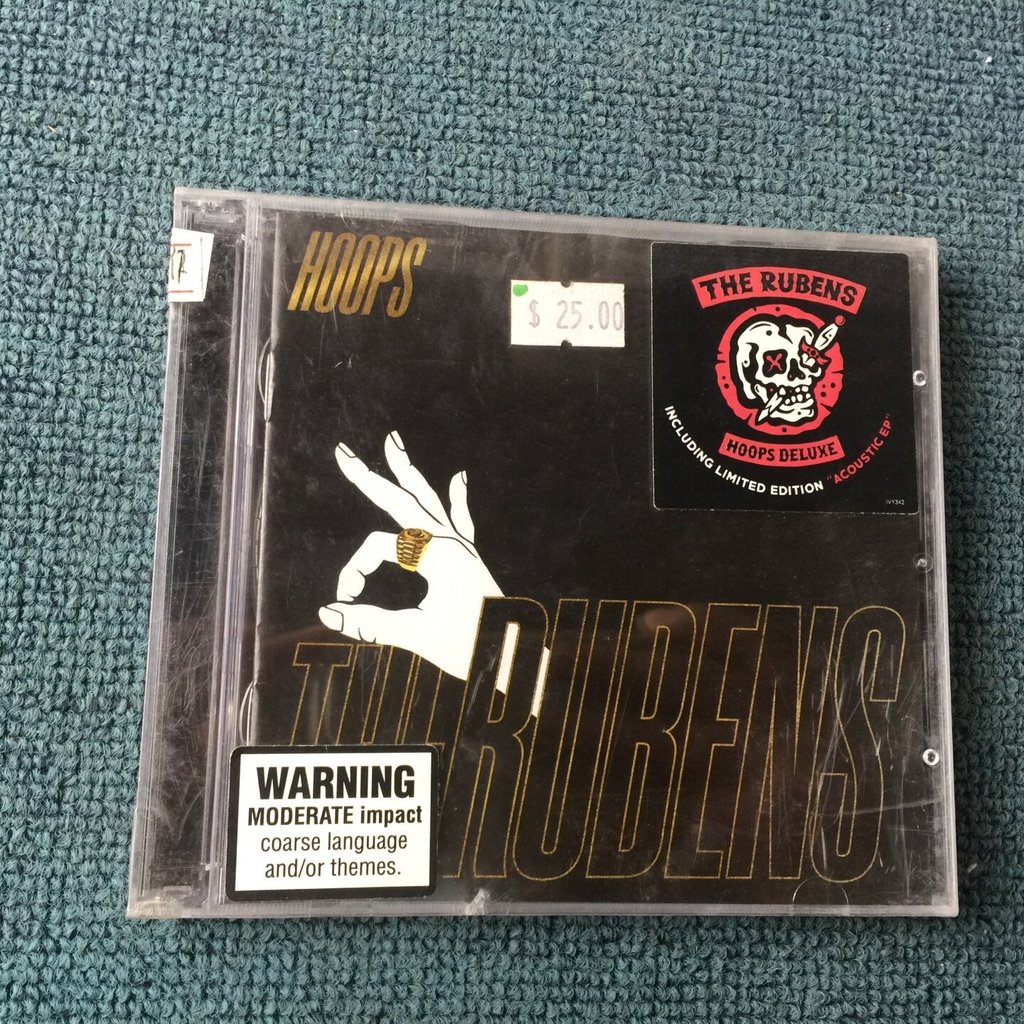 HOOPS
$ 25.00
THE RUBENS
HOOPS DELUXE
INCLUDING LIMITED EDITION "ACOUSTIC EP"
IVY342
THE RUBENS
WARNING
MODERATE impact
coarse language
and/or themes.